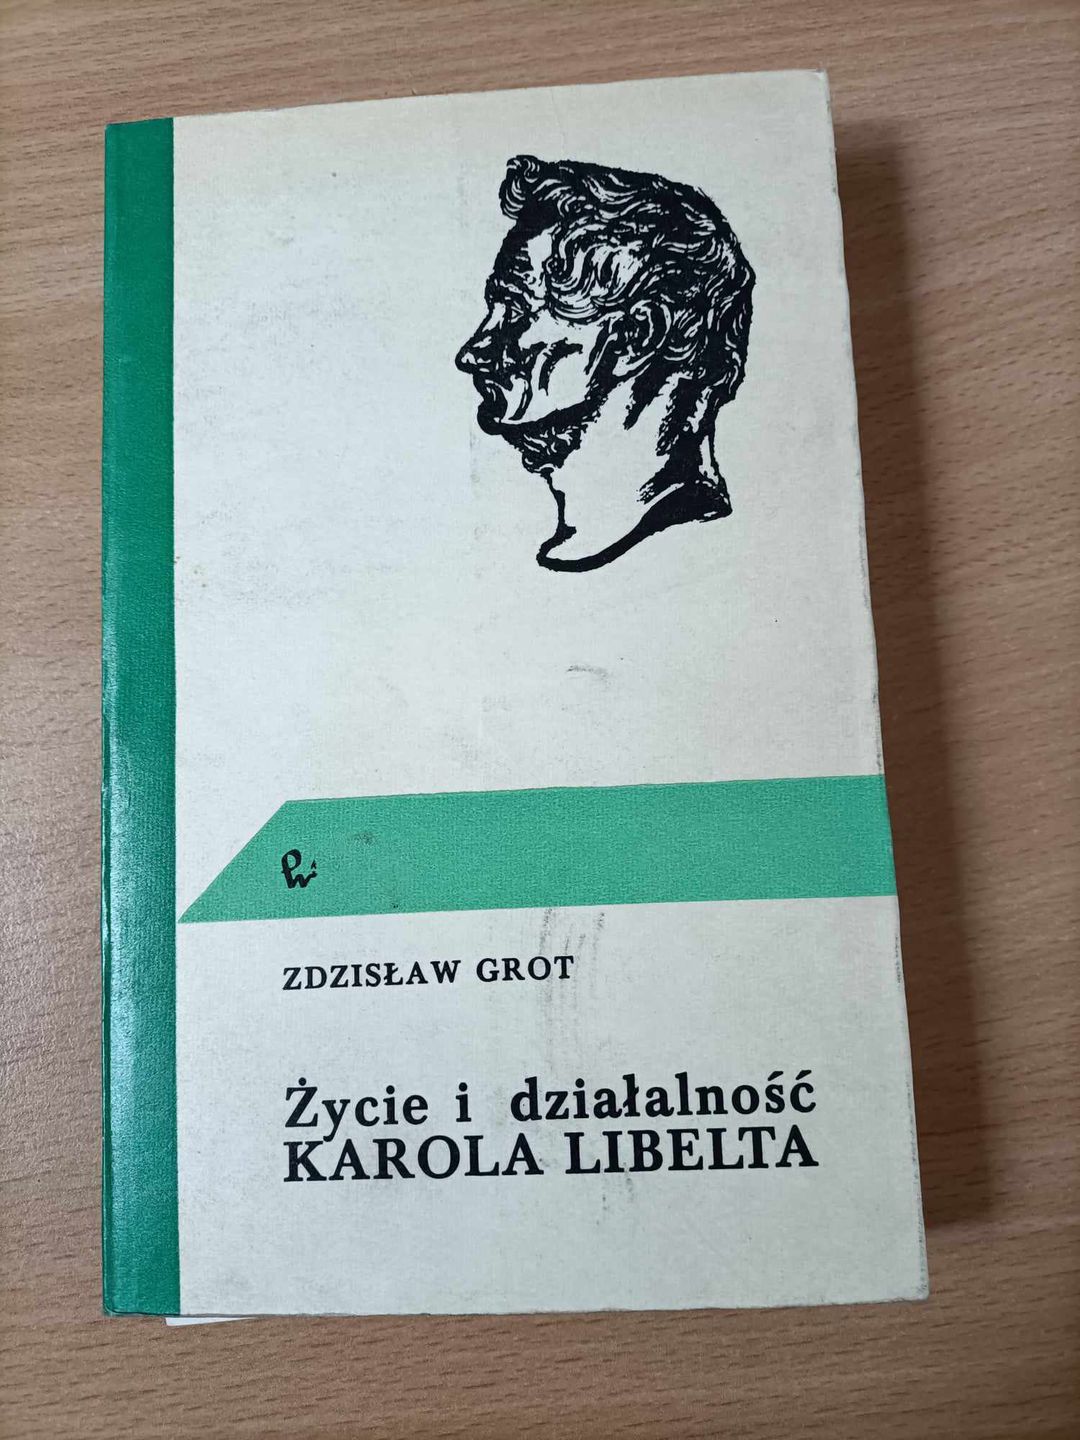 ZDZISŁAW GROT
Życie i działalność
KAROLA LIBELTA